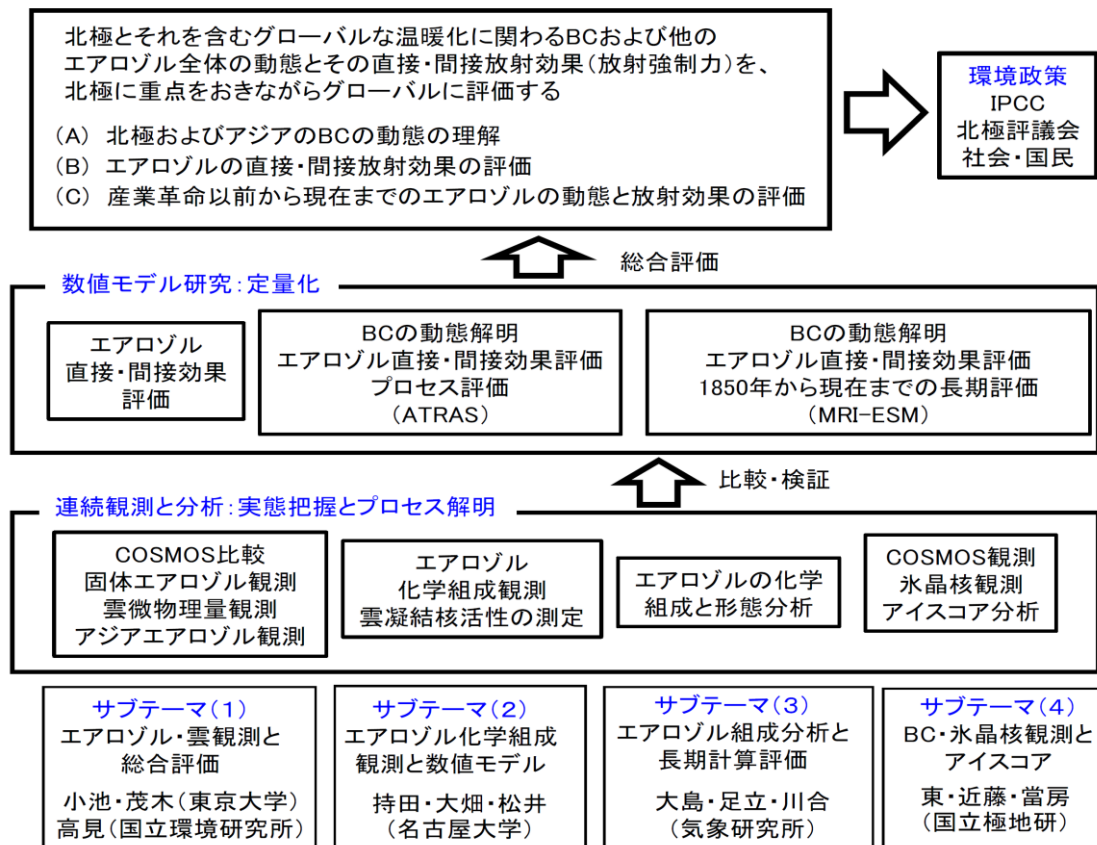 北極とそれを含むグローバルな温暖化に関わるBCおよび他の
エアロゾル全体の動態とその直接・間接放射効果(放射強制力)を、
北極に重点をおきながらグローバルに評価する
(A) 北極およびアジアのBCの動態の理解
(B) エアロゾルの直接・間接放射効果の評価
(C) 産業革命以前から現在までのエアロゾルの動態と放射効果の評価
環境政策
IPCC
北極評議会
社会・国民
総合評価
数値モデル研究:定量化
エアロゾル
直接・間接効果
評価
BCの動態解明
エアロゾル直接・間接効果評価
プロセス評価
(ATRAS)
BCの動態解明
エアロゾル直接・間接効果評価
1850年から現在までの長期評価
(MRI-ESM)
比較・検証
連続観測と分析:実態把握とプロセス解明
COSMOS比較
固体エアロゾル観測
雲微物理量観測
アジアエアロゾル観測
エアロゾル
化学組成観測
雲凝結核活性の測定
エアロゾルの化学
組成と形態分析
COSMOS観測
氷晶核観測
アイスコア分析
サブテーマ(1)
エアロゾル・雲観測と
総合評価
小池・茂木(東京大学)
高見(国立環境研究所)
サブテーマ(2)
エアロゾル化学組成
観測と数値モデル
持田・大畑・松井
(名古屋大学)
サブテーマ(3)
エアロゾル組成分析と
長期計算評価
大島・足立・川合
(気象研究所)
サブテーマ(4)
BC・氷晶核観測と
アイスコア
東・近藤・當房
(国立極地研)